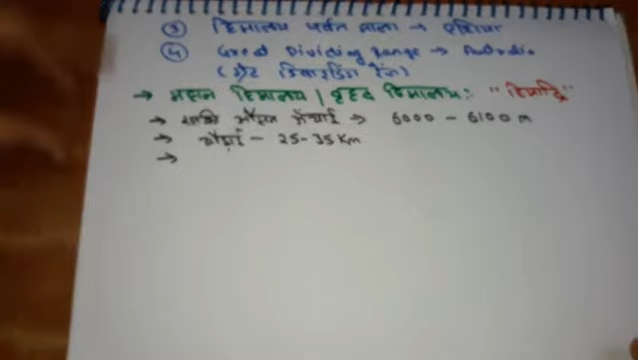 ③ हिमालय पर्वत माला → एशिया
④ Great Dividing Range → Australia
(ग्रेट डिवाइडिंग रेंज)
→ महान हिमालय / वृहद हिमालय : "हिमाद्रि"
→ औसत ऊँचाई → 6000 - 6100 m
→ चौड़ाई - 25-35 Km
→